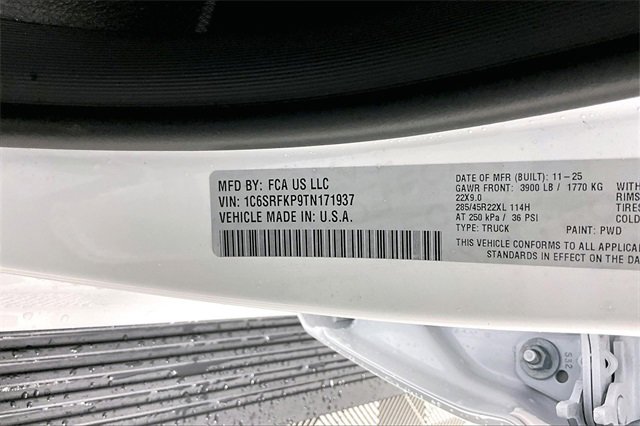 MFD BY: FCA US LLC
VIN: 1C6SRFKP9TN171937
VEHICLE MADE IN: U.S.A.
DATE OF MFR (BUILT): 11-25
GAWR FRONT: 3900 LB / 1770 KG WITH
22X9.0 RIMS
285/45R22XL 114H TIRES
AT 250 kPa / 36 PSI COLD
TYPE: TRUCK PAINT: PWD
THIS VEHICLE CONFORMS TO ALL APPLICA
STANDARDS IN EFFECT ON THE DA
532